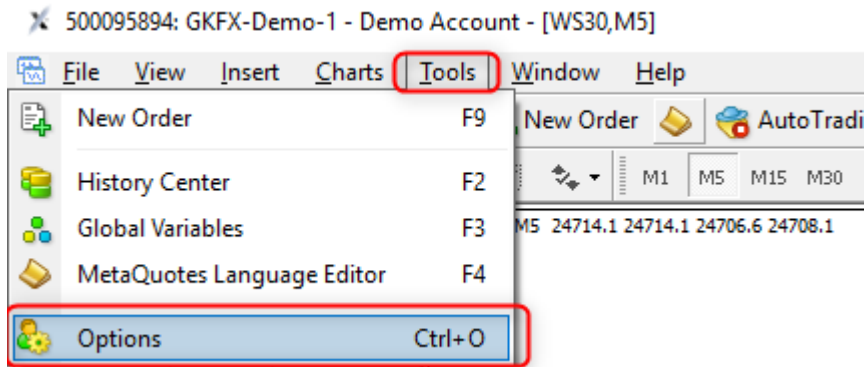 500095894: GKFX-Demo-1 - Demo Account - [WS30,M5]
File View Insert Charts Tools Window Help
New Order F9
New Order AutoTradi
History Center F2
M1 M5 M15 M30
Global Variables F3
M5 24714.1 24714.1 24706.6 24708.1
MetaQuotes Language Editor F4
Options Ctrl+O